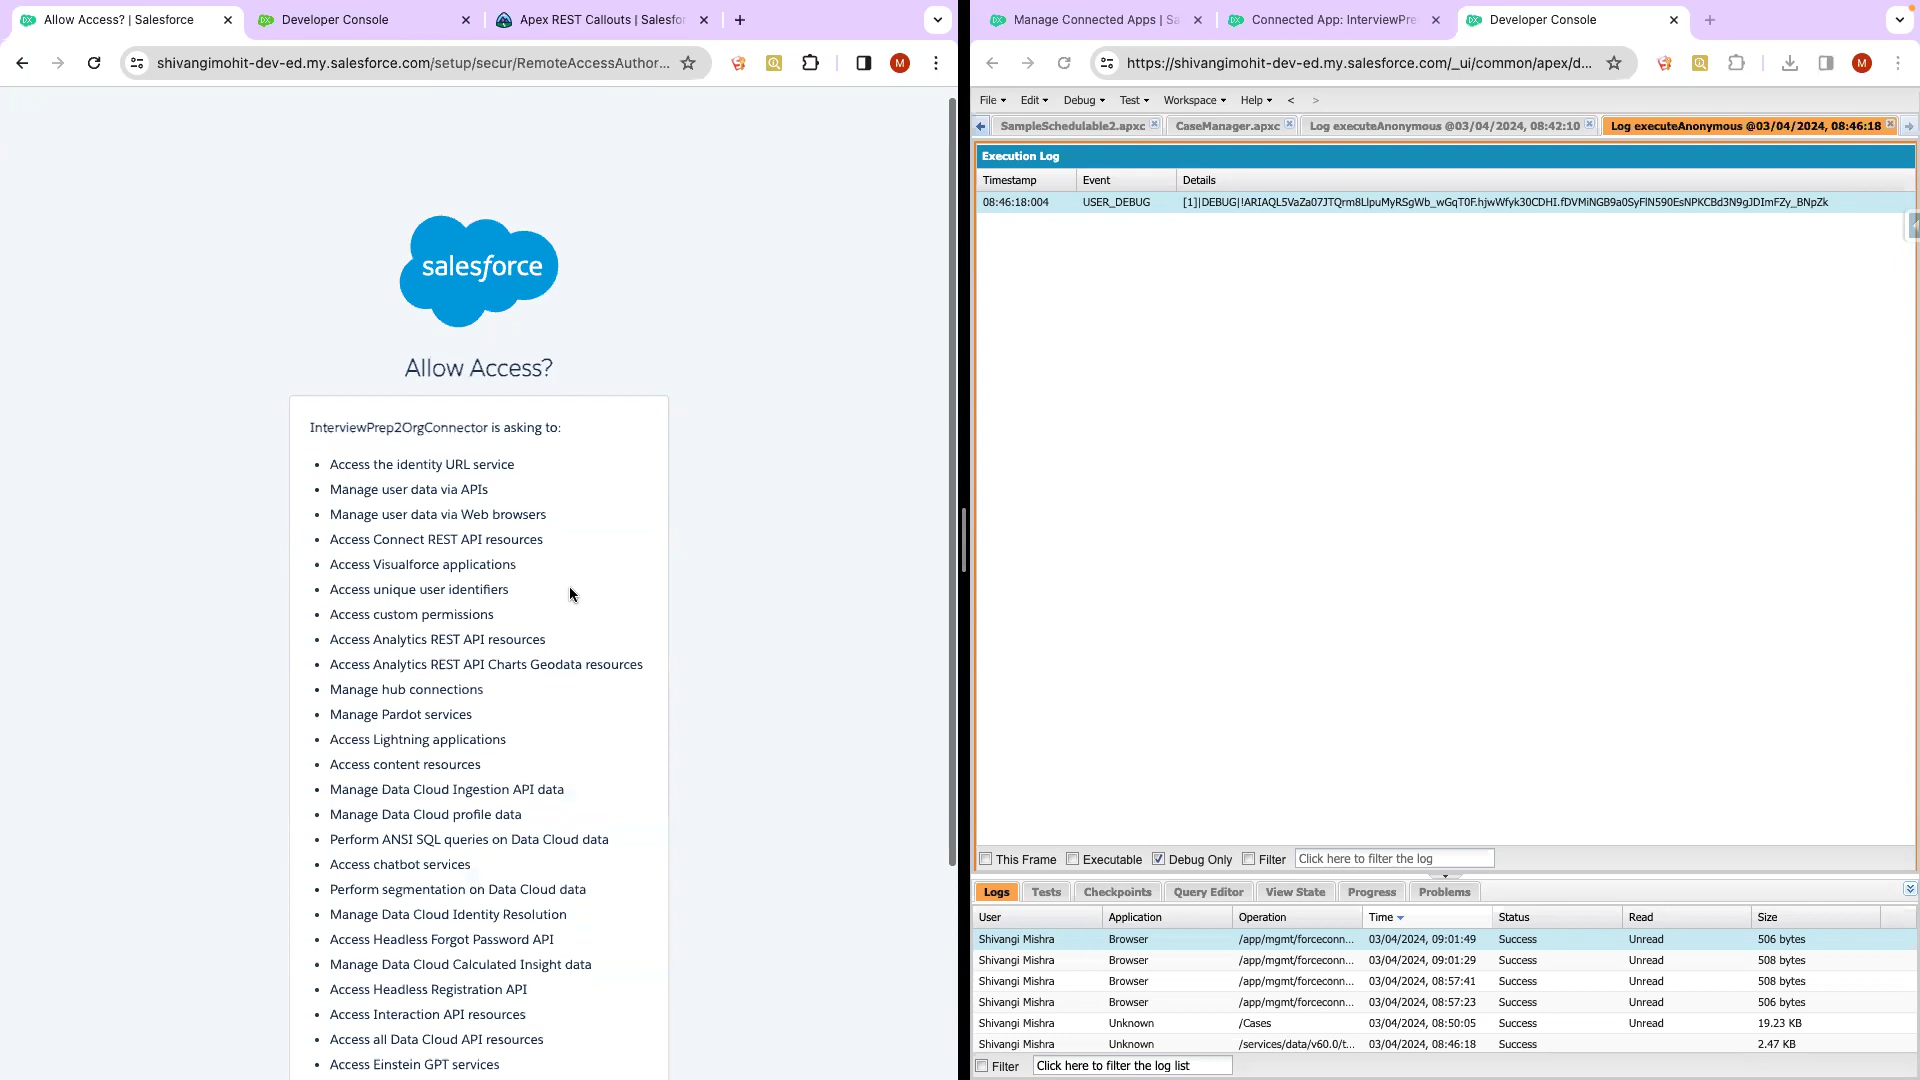 Allow Access? | Salesforce
Developer Console
Apex REST Callouts | Salesfor
shivangimohit-dev-ed.my.salesforce.com/setup/secur/RemoteAccessAuthor...
M
salesforce
Allow Access?
InterviewPrep2OrgConnector is asking to:
• Access the identity URL service
• Manage user data via APIs
• Manage user data via Web browsers
• Access Connect REST API resources
• Access Visualforce applications
• Access unique user identifiers
• Access custom permissions
• Access Analytics REST API resources
• Access Analytics REST API Charts Geodata resources
• Manage hub connections
• Manage Pardot services
• Access Lightning applications
• Access content resources
• Manage Data Cloud Ingestion API data
• Manage Data Cloud profile data
• Perform ANSI SQL queries on Data Cloud data
• Access chatbot services
• Perform segmentation on Data Cloud data
• Manage Data Cloud Identity Resolution
• Access Headless Forgot Password API
• Manage Data Cloud Calculated Insight data
• Access Headless Registration API
• Access Interaction API resources
• Access all Data Cloud API resources
• Access Einstein GPT services
Manage Connected Apps | Sa
Connected App: InterviewPre
Developer Console
https://shivangimohit-dev-ed.my.salesforce.com/_ui/common/apex/d...
M
File Edit Debug Test Workspace Help < >
SampleSchedulable2.apxc CaseManager.apxc Log executeAnonymous @03/04/2024, 08:42:10 Log executeAnonymous @03/04/2024, 08:46:18
Execution Log
Timestamp Event Details
08:46:18:004 USER_DEBUG [1]|DEBUG|!ARIAQL5VaZa07JTQrm8LlpuMyRSgWb_wGqT0F.hjwWfyk30CDHI.fDVMiNGB9a0SyFlN590EsNPKCBd3N9gJDImFZy_BNpZk
This Frame Executable Debug Only Filter Click here to filter the log
Logs Tests Checkpoints Query Editor View State Progress Problems
User Application Operation Time Status Read Size
Shivangi Mishra Browser /app/mgmt/forceconn... 03/04/2024, 09:01:49 Success Unread 506 bytes
Shivangi Mishra Browser /app/mgmt/forceconn... 03/04/2024, 09:01:29 Success Unread 508 bytes
Shivangi Mishra Browser /app/mgmt/forceconn... 03/04/2024, 08:57:41 Success Unread 508 bytes
Shivangi Mishra Browser /app/mgmt/forceconn... 03/04/2024, 08:57:23 Success Unread 506 bytes
Shivangi Mishra Unknown /Cases 03/04/2024, 08:50:05 Success Unread 19.23 KB
Shivangi Mishra Unknown /services/data/v60.0/t... 03/04/2024, 08:46:18 Success 2.47 KB
Filter Click here to filter the log list